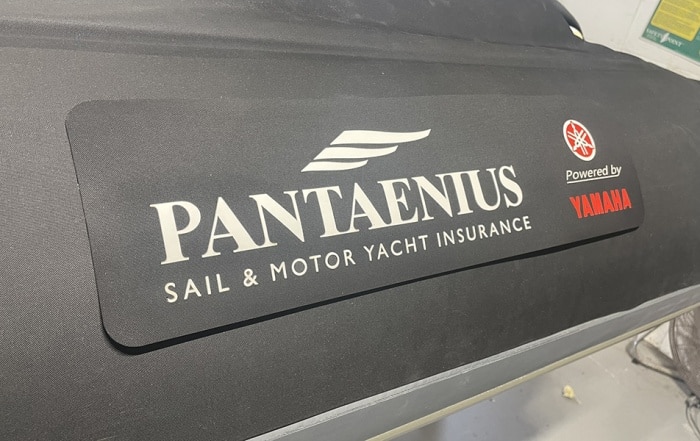 PANTAENIUS
SAIL & MOTOR YACHT INSURANCE
Powered by
YAMAHA